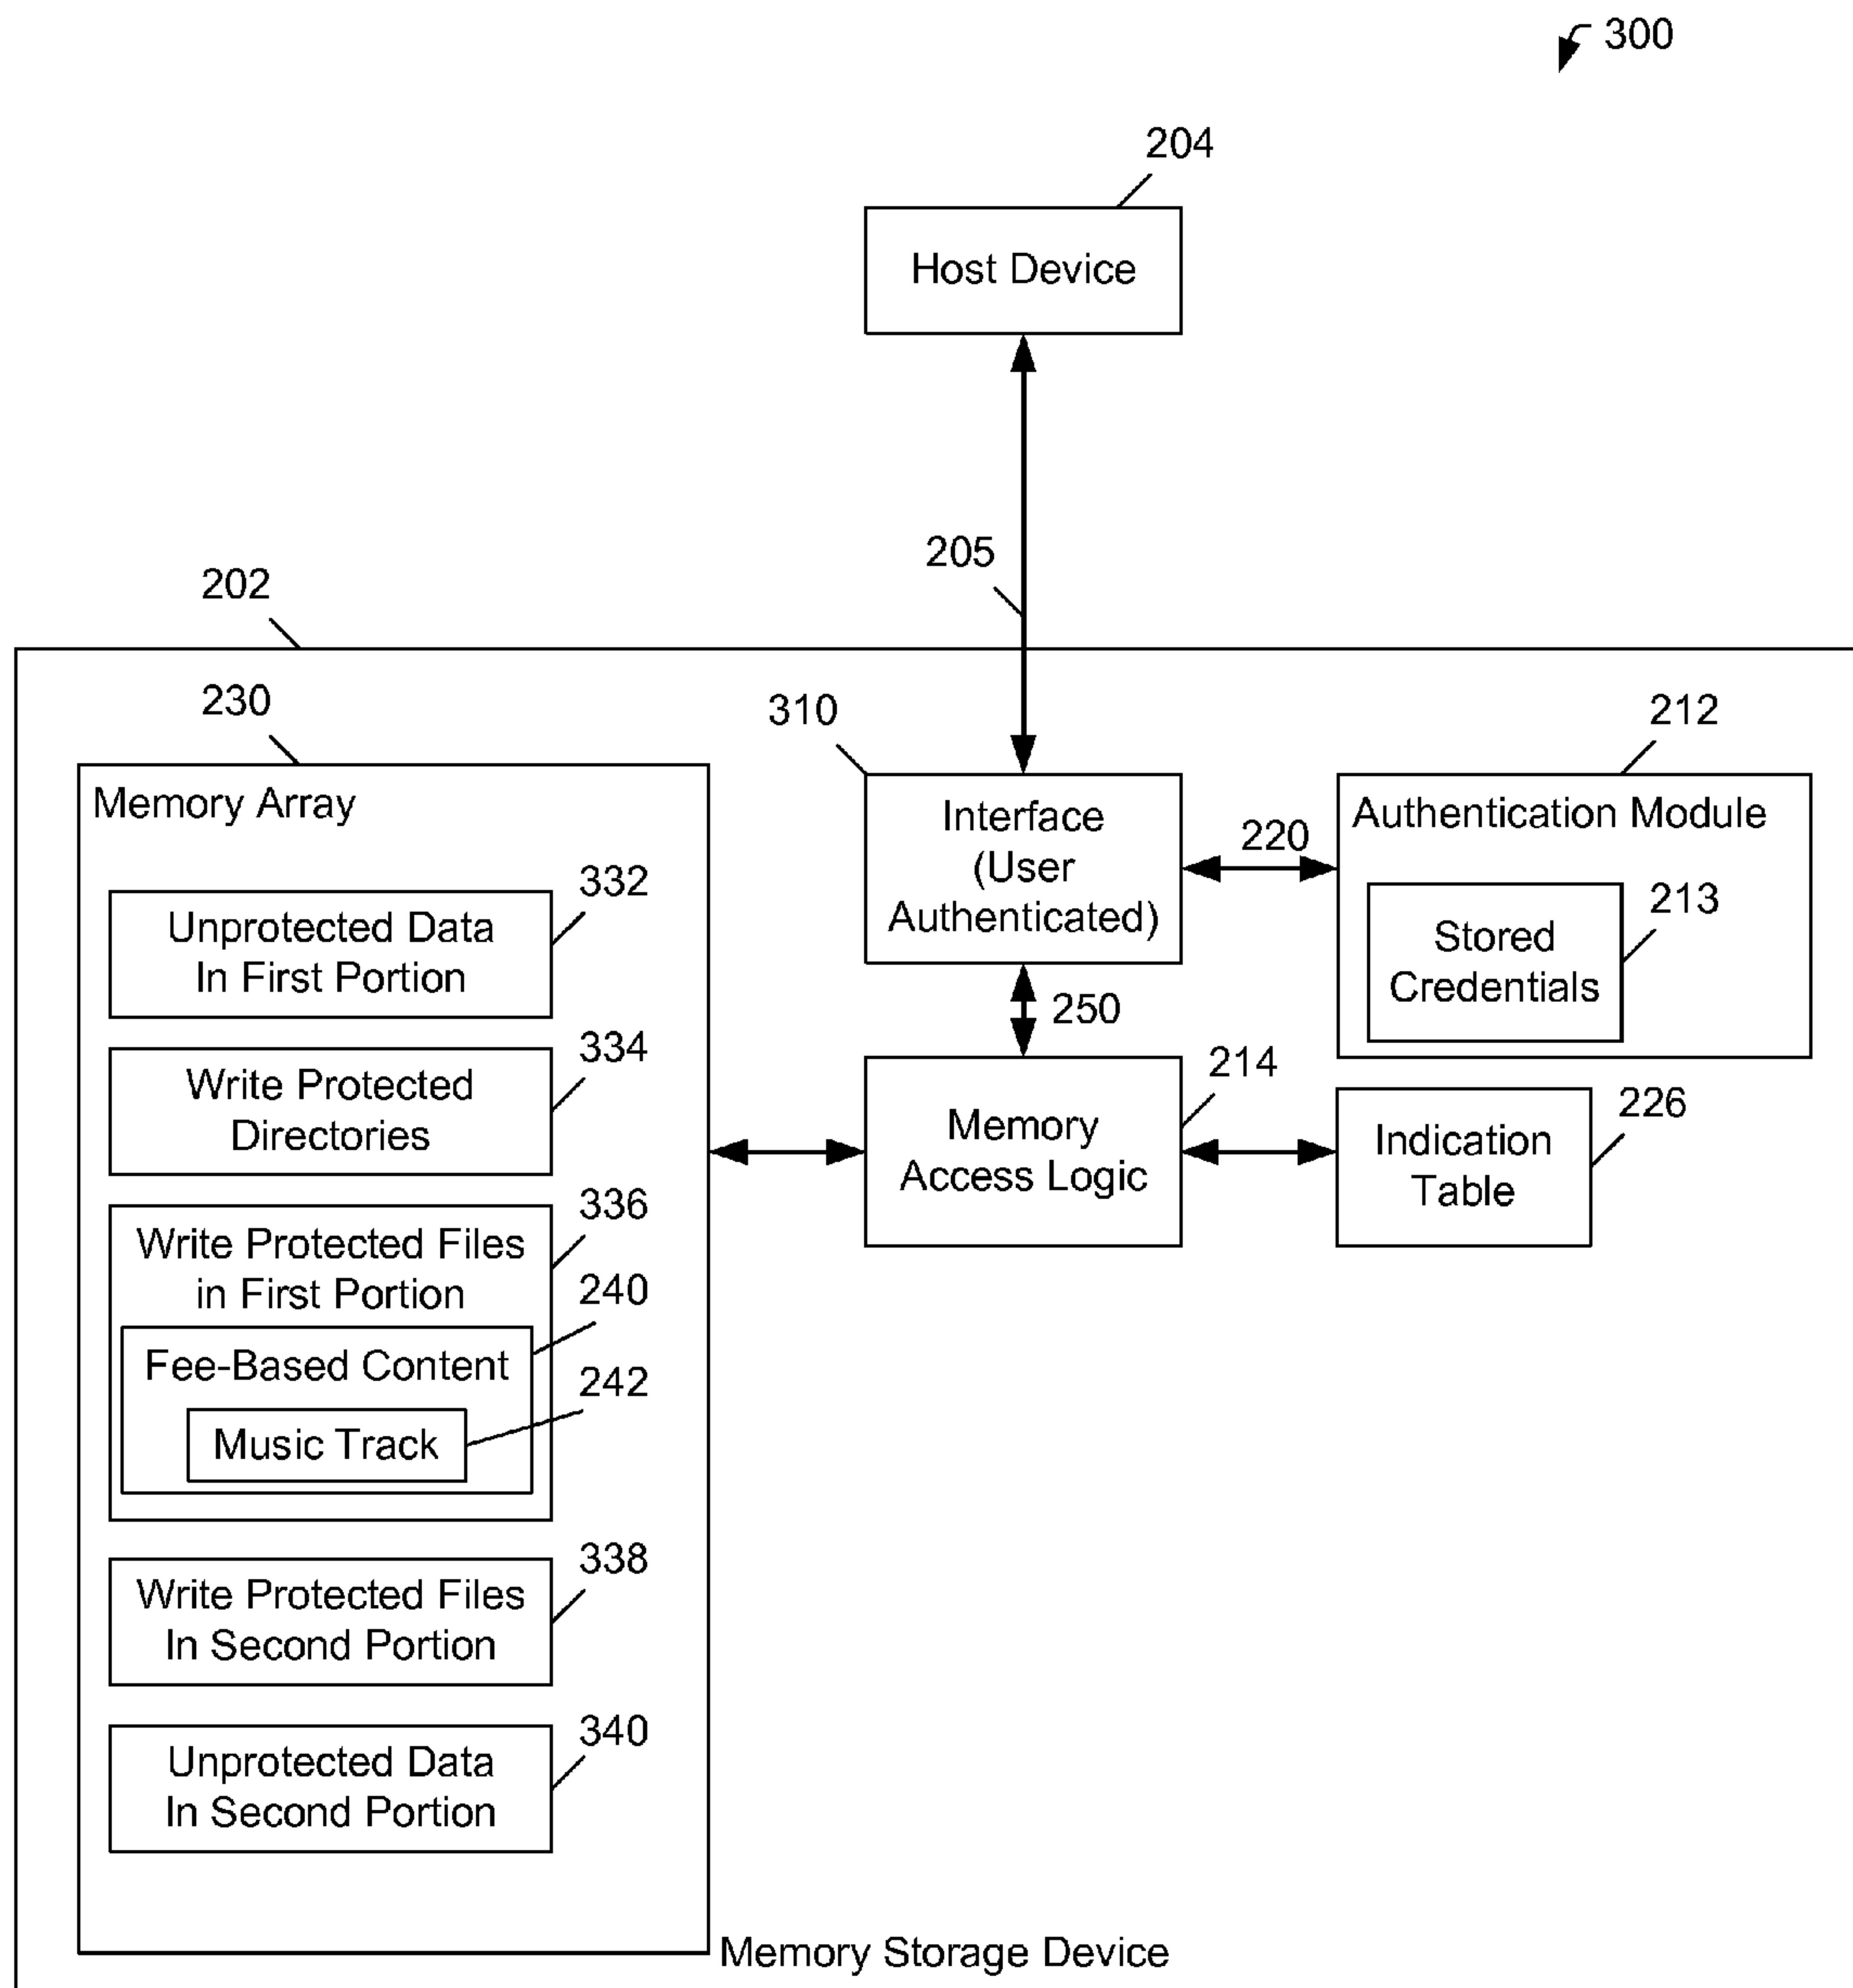 300
204
Host Device
205
202
230
Memory Array
332
Unprotected Data
In First Portion
334
Write Protected
Directories
336
Write Protected Files
in First Portion
240
Fee-Based Content
242
Music Track
338
Write Protected Files
In Second Portion
340
Unprotected Data
In Second Portion
310
Interface
(User
Authenticated)
220
212
Authentication Module
213
Stored
Credentials
250
214
Memory
Access Logic
226
Indication
Table
Memory Storage Device